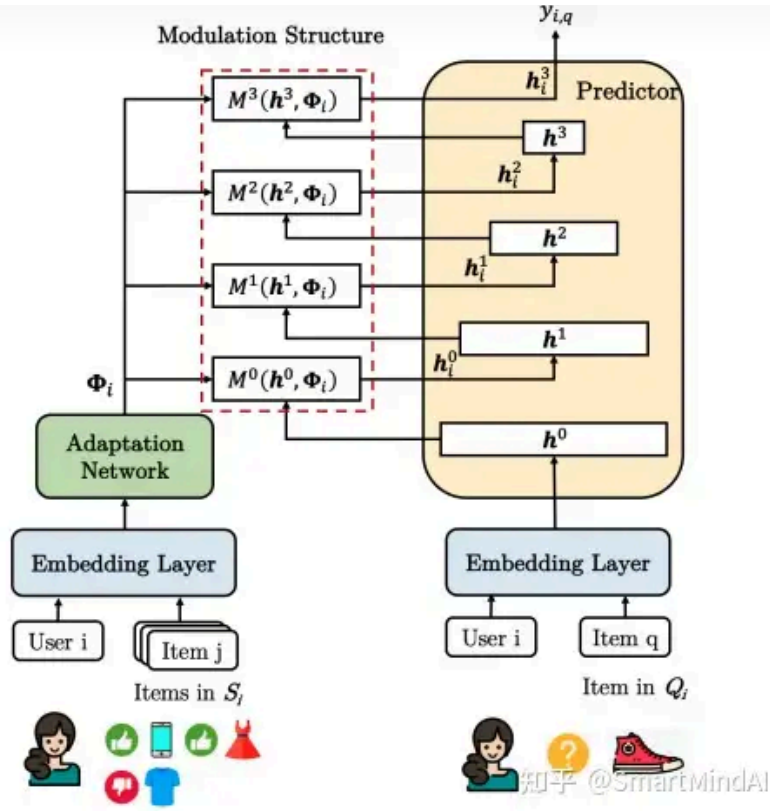 y_{i,q}
Modulation Structure
h_i^3
Predictor
M^3(h^3, Φ_i)
h^3
h_i^2
M^2(h^2, Φ_i)
h^2
h_i^1
M^1(h^1, Φ_i)
h^1
h_i^0
M^0(h^0, Φ_i)
Φ_i
h^0
Adaptation
Network
Embedding Layer
User i
Item j
Items in S_i
Embedding Layer
User i
Item q
Item in Q_i
?
知乎 @SmartMindAI